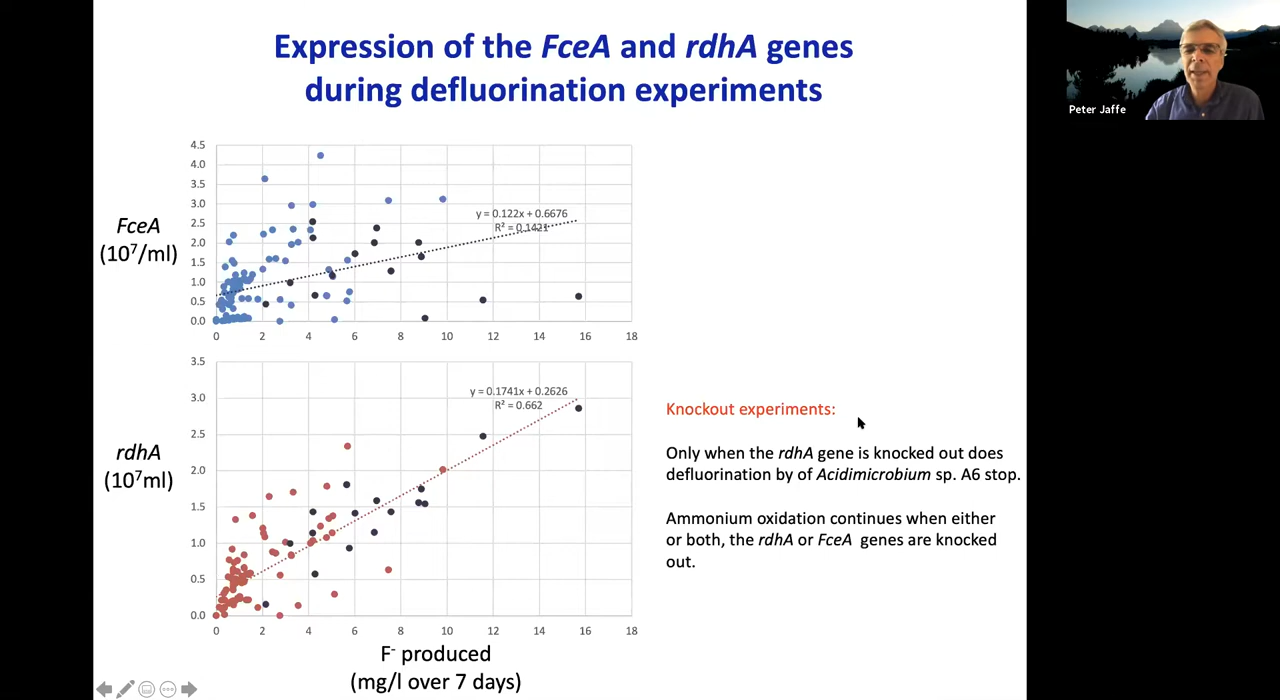 Expression of the FceA and rdhA genes
during defluorination experiments
Peter Jaffe
FceA
(10⁷/ml)
4.5
4.0
3.5
3.0
2.5
2.0
1.5
1.0
0.5
0.0
y = 0.122x + 0.6676
R² = 0.1421
0 2 4 6 8 10 12 14 16 18
rdhA
(10⁷ml)
3.5
3.0
2.5
2.0
1.5
1.0
0.5
0.0
y = 0.1741x + 0.2626
R² = 0.662
0 2 4 6 8 10 12 14 16 18
F⁻ produced
(mg/l over 7 days)
Knockout experiments:
Only when the rdhA gene is knocked out does
defluorination by of Acidimicrobium sp. A6 stop.
Ammonium oxidation continues when either
or both, the rdhA or FceA genes are knocked
out.